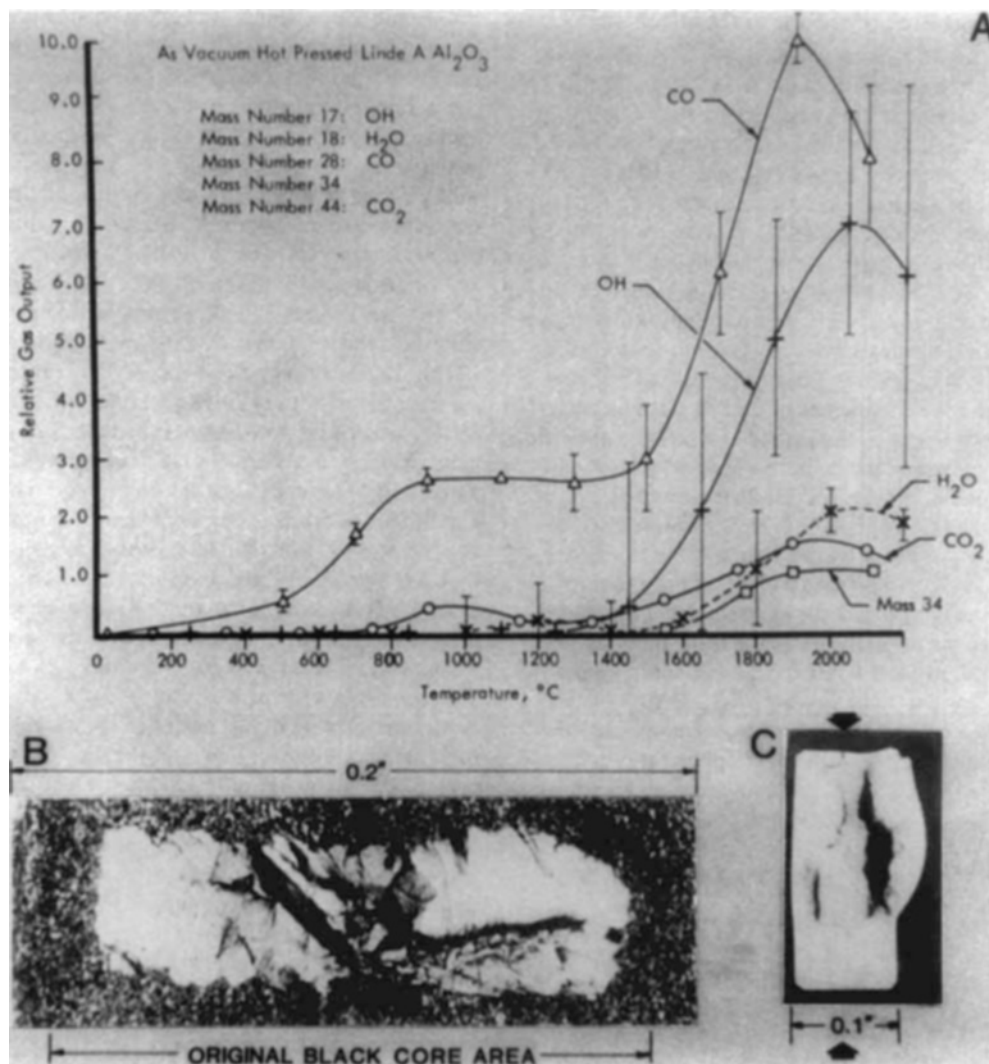 A
As Vacuum Hot Pressed Linde A Al2O3
Mass Number 17: OH
Mass Number 18: H2O
Mass Number 28: CO
Mass Number 34
Mass Number 44: CO2
10.0
9.0
8.0
7.0
6.0
5.0
4.0
3.0
2.0
1.0
Relative Gas Output
CO
OH
H2O
CO2
Mass 34
0 200 400 600 800 1000 1200 1400 1600 1800 2000
Temperature, °C
B
0.2"
ORIGINAL BLACK CORE AREA
C
0.1"